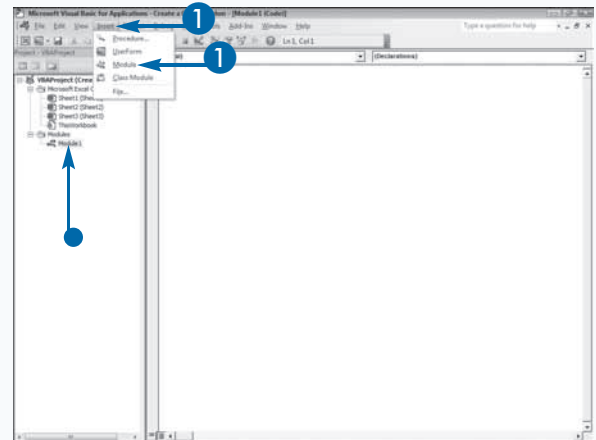 Microsoft Visual Basic for Applications - Create a - [Module1 (Code)]
File Edit View Insert Add-Ins Window Help
Type a question for help
1
Ln 1, Col 1
Project - VBAProject
(Declarations)
Procedure...
UserForm
Module
1
Class Module
File...
VBAProject (Crea
Microsoft Excel O
Sheet1 (Sheet1)
Sheet2 (Sheet2)
Sheet3 (Sheet3)
ThisWorkbook
Modules
Module1